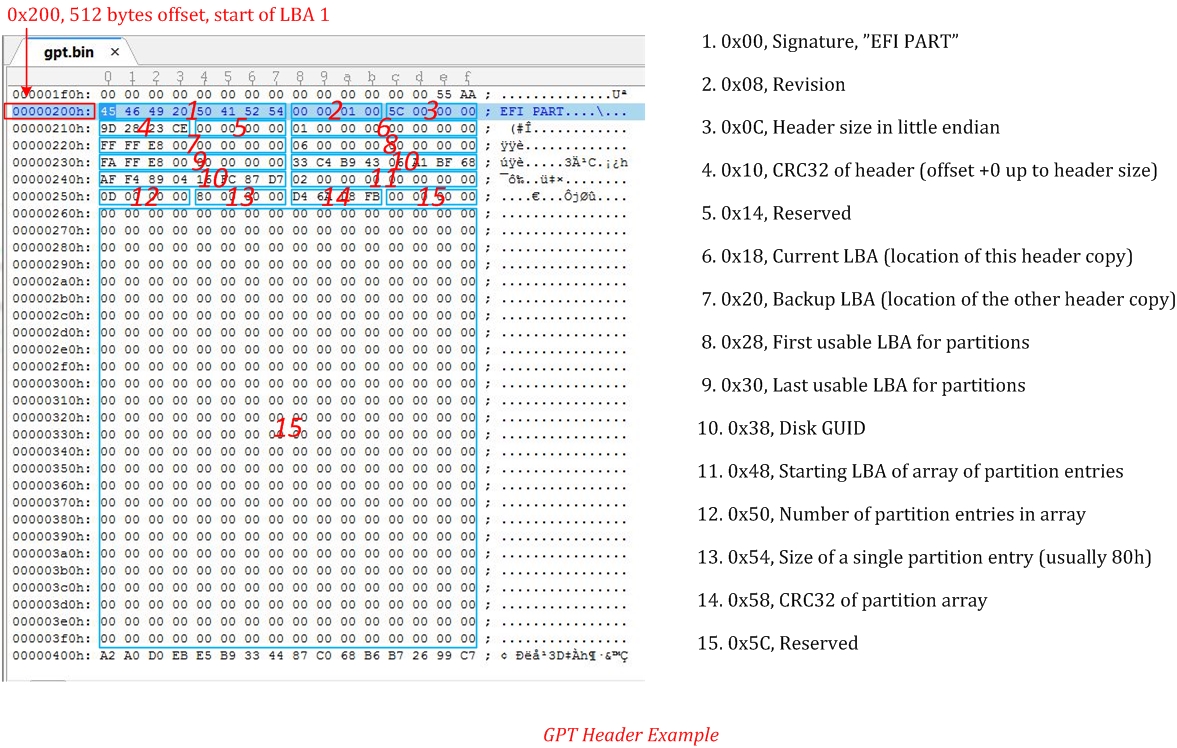 0x200, 512 bytes offset, start of LBA 1
gpt.bin ×
0 1 2 3 4 5 6 7 8 9 a b c d e f
000001f0h: 00 00 00 00 00 00 00 00 00 00 00 00 00 00 55 AA ; ..............Uª
00000200h: 45 46 49 20 50 41 52 54 00 00 01 00 5C 00 00 00 ; EFI PART....\...
1 2 3
00000210h: 9D 28 23 CE 00 00 00 00 01 00 00 00 00 00 00 00 ; (#Î............
4 5 6
00000220h: FF FF E8 00 00 00 00 00 06 00 00 00 00 00 00 00 ; ÿÿè.............
7 8
00000230h: FA FF E8 00 00 00 00 00 33 C4 B9 43 06 A1 BF 68 ; úÿè.....3Ä¹C.¡¿h
9 10
00000240h: AF F4 89 04 16 FC 87 D7 02 00 00 00 00 00 00 00 ; ¯ô‰..ü‡×........
10 11
00000250h: 0D 00 00 00 80 00 00 00 D4 6A D8 FB 00 00 00 00 ; ....€...ÔjØû....
12 13 14 15
00000260h: 00 00 00 00 00 00 00 00 00 00 00 00 00 00 00 00 ; ................
00000270h: 00 00 00 00 00 00 00 00 00 00 00 00 00 00 00 00 ; ................
00000280h: 00 00 00 00 00 00 00 00 00 00 00 00 00 00 00 00 ; ................
00000290h: 00 00 00 00 00 00 00 00 00 00 00 00 00 00 00 00 ; ................
000002a0h: 00 00 00 00 00 00 00 00 00 00 00 00 00 00 00 00 ; ................
000002b0h: 00 00 00 00 00 00 00 00 00 00 00 00 00 00 00 00 ; ................
000002c0h: 00 00 00 00 00 00 00 00 00 00 00 00 00 00 00 00 ; ................
000002d0h: 00 00 00 00 00 00 00 00 00 00 00 00 00 00 00 00 ; ................
000002e0h: 00 00 00 00 00 00 00 00 00 00 00 00 00 00 00 00 ; ................
000002f0h: 00 00 00 00 00 00 00 00 00 00 00 00 00 00 00 00 ; ................
00000300h: 00 00 00 00 00 00 00 00 00 00 00 00 00 00 00 00 ; ................
00000310h: 00 00 00 00 00 00 00 00 00 00 00 00 00 00 00 00 ; ................
00000320h: 00 00 00 00 00 00 00 00 00 00 00 00 00 00 00 00 ; ................
15
00000330h: 00 00 00 00 00 00 00 00 00 00 00 00 00 00 00 00 ; ................
00000340h: 00 00 00 00 00 00 00 00 00 00 00 00 00 00 00 00 ; ................
00000350h: 00 00 00 00 00 00 00 00 00 00 00 00 00 00 00 00 ; ................
00000360h: 00 00 00 00 00 00 00 00 00 00 00 00 00 00 00 00 ; ................
00000370h: 00 00 00 00 00 00 00 00 00 00 00 00 00 00 00 00 ; ................
00000380h: 00 00 00 00 00 00 00 00 00 00 00 00 00 00 00 00 ; ................
00000390h: 00 00 00 00 00 00 00 00 00 00 00 00 00 00 00 00 ; ................
000003a0h: 00 00 00 00 00 00 00 00 00 00 00 00 00 00 00 00 ; ................
000003b0h: 00 00 00 00 00 00 00 00 00 00 00 00 00 00 00 00 ; ................
000003c0h: 00 00 00 00 00 00 00 00 00 00 00 00 00 00 00 00 ; ................
000003d0h: 00 00 00 00 00 00 00 00 00 00 00 00 00 00 00 00 ; ................
000003e0h: 00 00 00 00 00 00 00 00 00 00 00 00 00 00 00 00 ; ................
000003f0h: 00 00 00 00 00 00 00 00 00 00 00 00 00 00 00 00 ; ................
00000400h: A2 A0 D0 EB E5 B9 33 44 87 C0 68 B6 B7 26 99 C7 ; ¢ Ðëå¹3D‡Àh¶·&™Ç
1. 0x00, Signature, ”EFI PART”
2. 0x08, Revision
3. 0x0C, Header size in little endian
4. 0x10, CRC32 of header (offset +0 up to header size)
5. 0x14, Reserved
6. 0x18, Current LBA (location of this header copy)
7. 0x20, Backup LBA (location of the other header copy)
8. 0x28, First usable LBA for partitions
9. 0x30, Last usable LBA for partitions
10. 0x38, Disk GUID
11. 0x48, Starting LBA of array of partition entries
12. 0x50, Number of partition entries in array
13. 0x54, Size of a single partition entry (usually 80h)
14. 0x58, CRC32 of partition array
15. 0x5C, Reserved
GPT Header Example